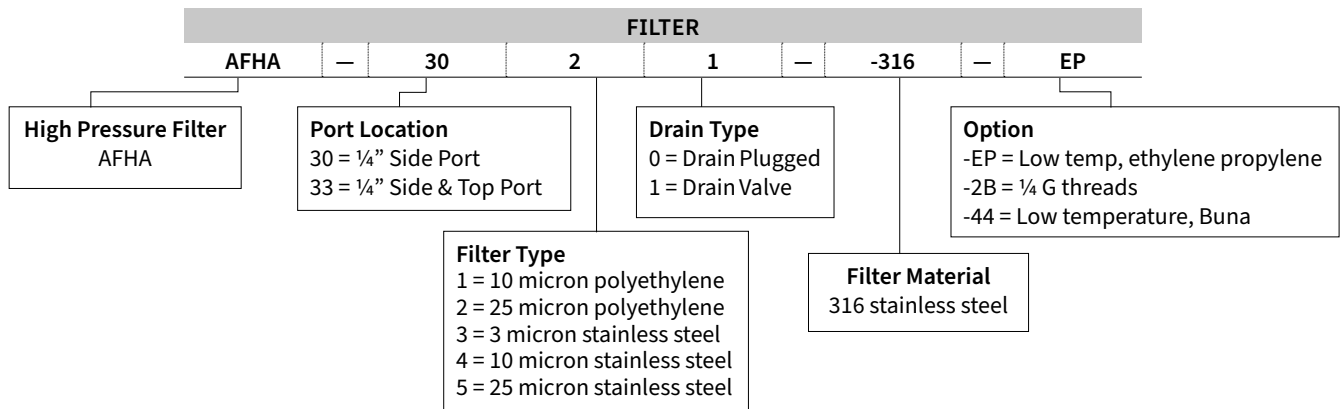 FILTER
AFHA — 30 2 1 — -316 — EP
High Pressure Filter
AFHA
Port Location
30 = ¼” Side Port
33 = ¼” Side & Top Port
Drain Type
0 = Drain Plugged
1 = Drain Valve
Option
-EP = Low temp, ethylene propylene
-2B = ¼ G threads
-44 = Low temperature, Buna
Filter Type
1 = 10 micron polyethylene
2 = 25 micron polyethylene
3 = 3 micron stainless steel
4 = 10 micron stainless steel
5 = 25 micron stainless steel
Filter Material
316 stainless steel